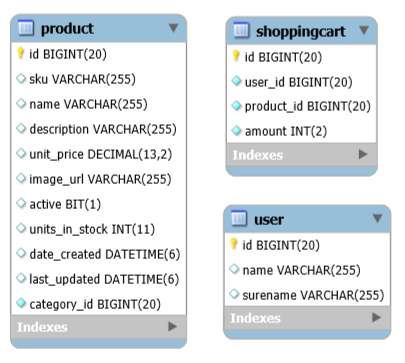 product
id BIGINT(20)
sku VARCHAR(255)
name VARCHAR(255)
description VARCHAR(255)
unit_price DECIMAL(13,2)
image_url VARCHAR(255)
active BIT(1)
units_in_stock INT(11)
date_created DATETIME(6)
last_updated DATETIME(6)
category_id BIGINT(20)
Indexes
shoppingcart
id BIGINT(20)
user_id BIGINT(20)
product_id BIGINT(20)
amount INT(2)
Indexes
user
id BIGINT(20)
name VARCHAR(255)
surename VARCHAR(255)
Indexes